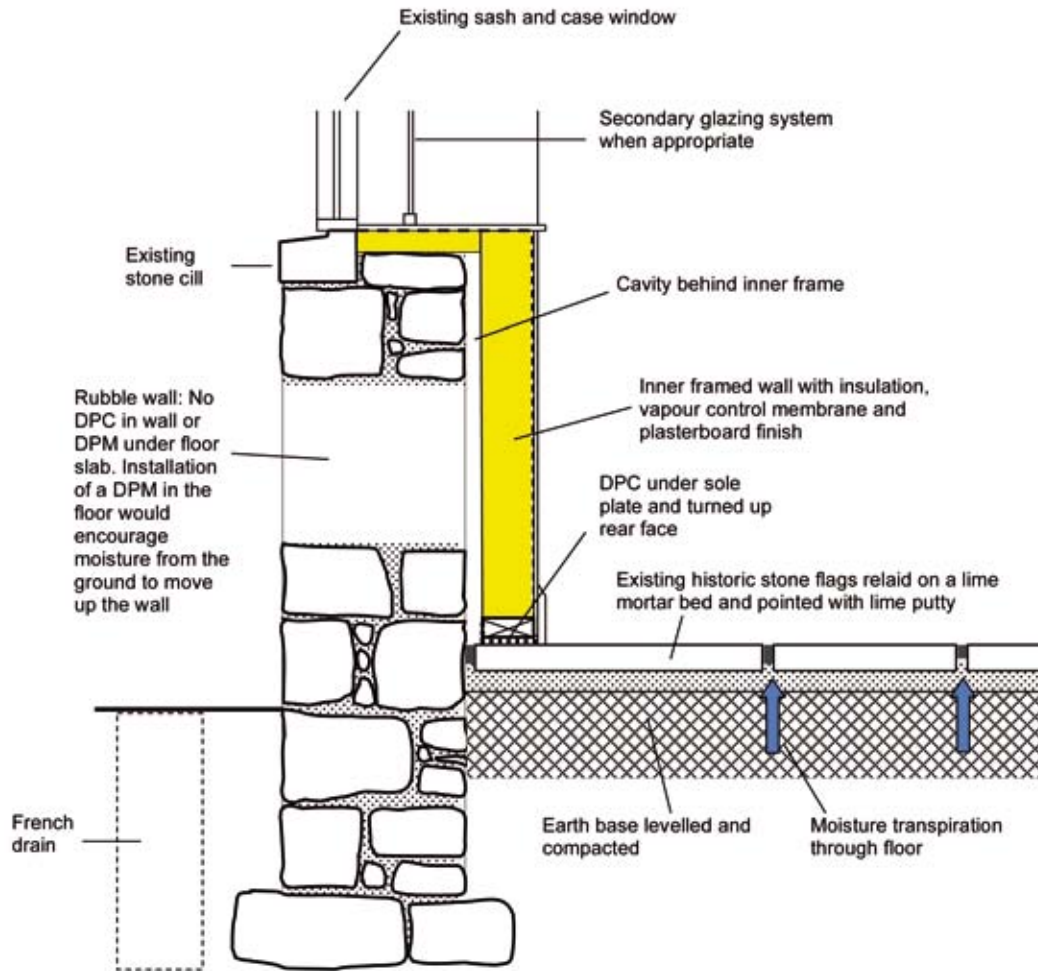 Existing sash and case window
Secondary glazing system
when appropriate
Existing
stone cill
Cavity behind inner frame
Rubble wall: No
DPC in wall or
DPM under floor
slab. Installation
of a DPM in the
floor would
encourage
moisture from the
ground to move
up the wall
Inner framed wall with insulation,
vapour control membrane and
plasterboard finish
DPC under sole
plate and turned up
rear face
Existing historic stone flags relaid on a lime
mortar bed and pointed with lime putty
French
drain
Earth base levelled and
compacted
Moisture transpiration
through floor